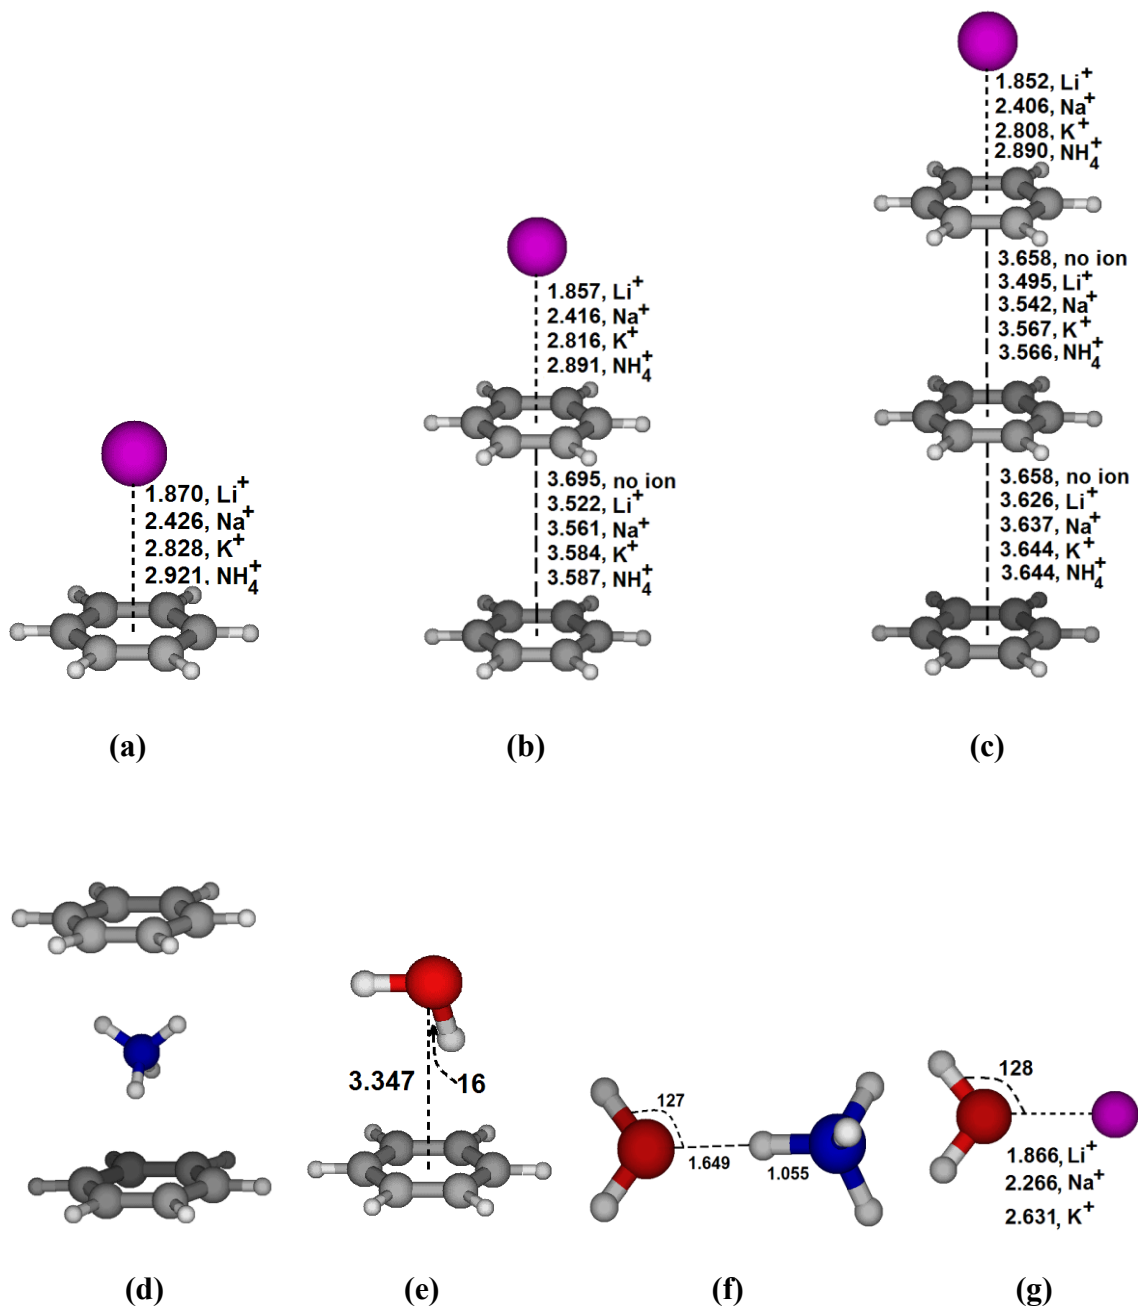 1.870, Li⁺
2.426, Na⁺
2.828, K⁺
2.921, NH₄⁺
(a)
1.857, Li⁺
2.416, Na⁺
2.816, K⁺
2.891, NH₄⁺
3.695, no ion
3.522, Li⁺
3.561, Na⁺
3.584, K⁺
3.587, NH₄⁺
(b)
1.852, Li⁺
2.406, Na⁺
2.808, K⁺
2.890, NH₄⁺
3.658, no ion
3.495, Li⁺
3.542, Na⁺
3.567, K⁺
3.566, NH₄⁺
3.658, no ion
3.626, Li⁺
3.637, Na⁺
3.644, K⁺
3.644, NH₄⁺
(c)
(d)
3.347
16
(e)
127
1.649
1.055
(f)
128
1.866, Li⁺
2.266, Na⁺
2.631, K⁺
(g)